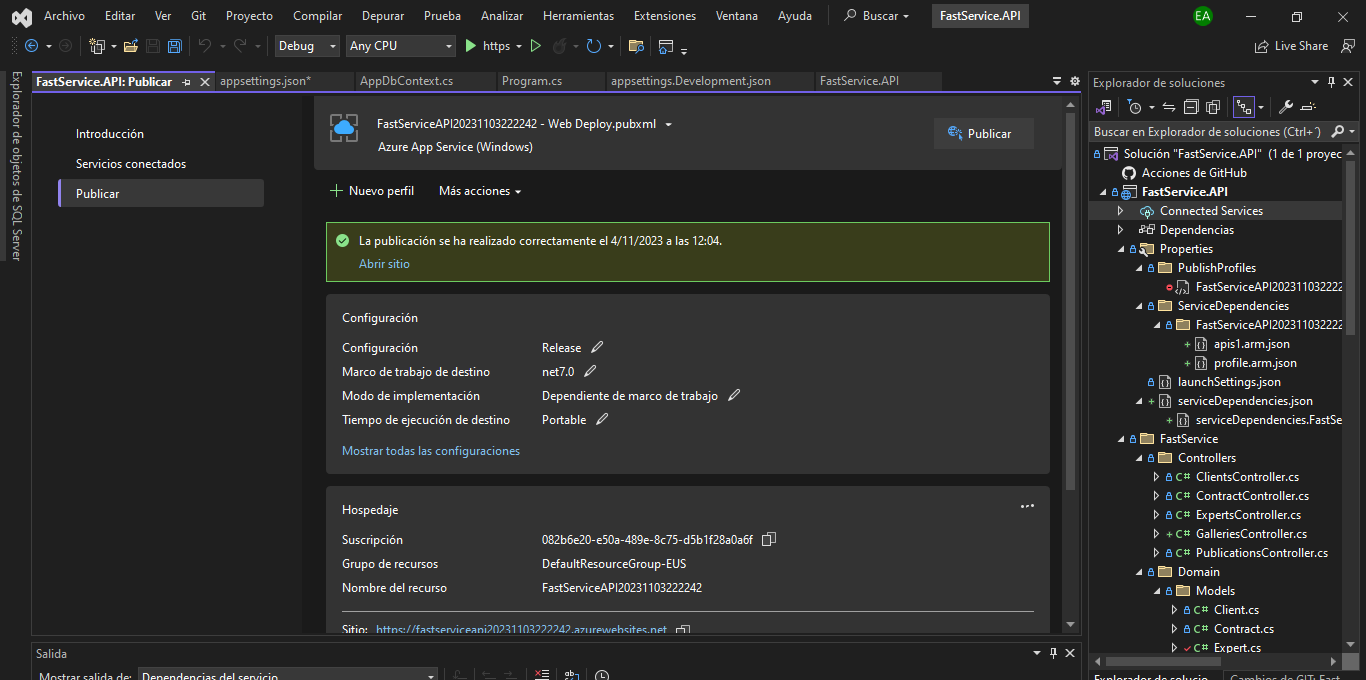 Archivo Editar Ver Git Proyecto Compilar Depurar Prueba Analizar Herramientas Extensiones Ventana Ayuda Buscar FastService.API EA
Debug Any CPU https Live Share
Explorador de objetos de SQL Server
FastService.API: Publicar appsettings.json* AppDbContext.cs Program.cs appsettings.Development.json FastService.API
Introducción
Servicios conectados
Publicar
FastServiceAPI20231103222242 - Web Deploy.pubxml
Azure App Service (Windows)
Publicar
Nuevo perfil Más acciones
La publicación se ha realizado correctamente el 4/11/2023 a las 12:04.
Abrir sitio
Configuración
Configuración Release
Marco de trabajo de destino net7.0
Modo de implementación Dependiente de marco de trabajo
Tiempo de ejecución de destino Portable
Mostrar todas las configuraciones
Hospedaje
Suscripción 082b6e20-e50a-489e-8c75-d5b1f28a0a6f
Grupo de recursos DefaultResourceGroup-EUS
Nombre del recurso FastServiceAPI20231103222242
Sitio: https://fastserviceapi20231103222242.azurewebsites.net
Salida
Mostrar salida de: Dependencias del servicio
Explorador de soluciones
Buscar en Explorador de soluciones (Ctrl+´)
Solución "FastService.API" (1 de 1 proyec
Acciones de GitHub
FastService.API
Connected Services
Dependencias
Properties
PublishProfiles
FastServiceAPI202311032222
ServiceDependencies
FastServiceAPI202311032222
apis1.arm.json
profile.arm.json
launchSettings.json
serviceDependencies.json
serviceDependencies.FastSe
FastService
Controllers
C# ClientsController.cs
C# ContractController.cs
C# ExpertsController.cs
C# GalleriesController.cs
C# PublicationsController.cs
Domain
Models
C# Client.cs
C# Contract.cs
C# Expert.cs
Explorador de solucio... Cambios de GIT: Fast